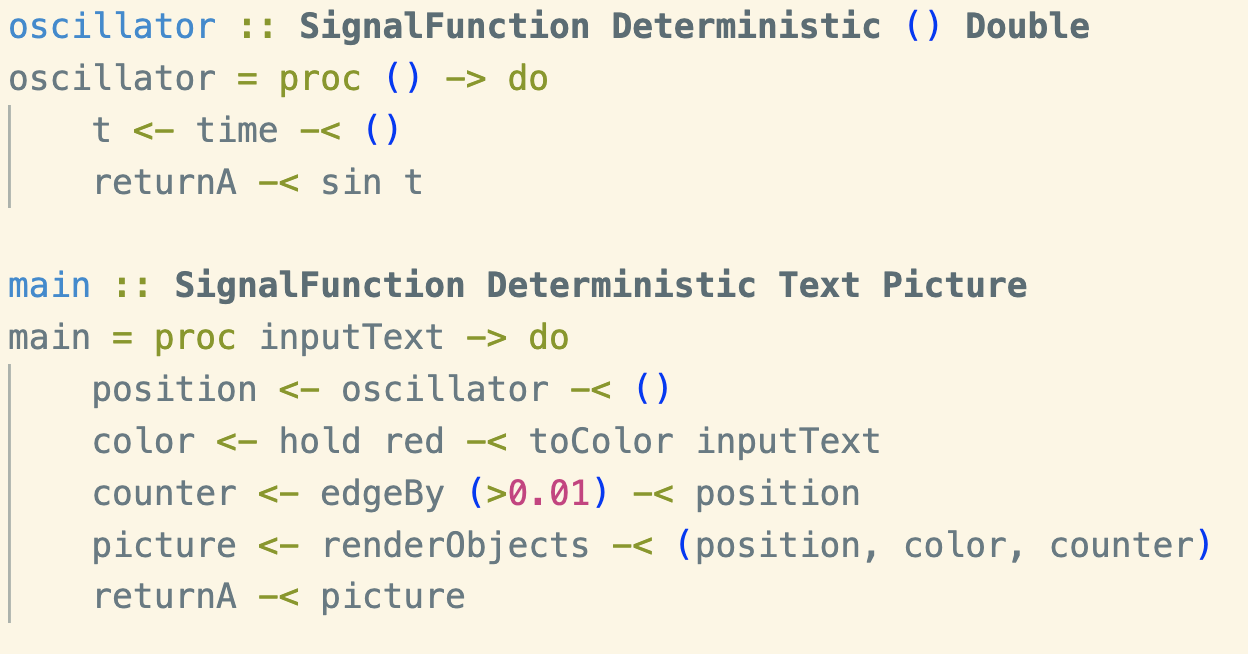 oscillator :: SignalFunction Deterministic () Double
oscillator = proc () -> do
    t <- time -< ()
    returnA -< sin t

main :: SignalFunction Deterministic Text Picture
main = proc inputText -> do
    position <- oscillator -< ()
    color <- hold red -< toColor inputText
    counter <- edgeBy (>0.01) -< position
    picture <- renderObjects -< (position, color, counter)
    returnA -< picture